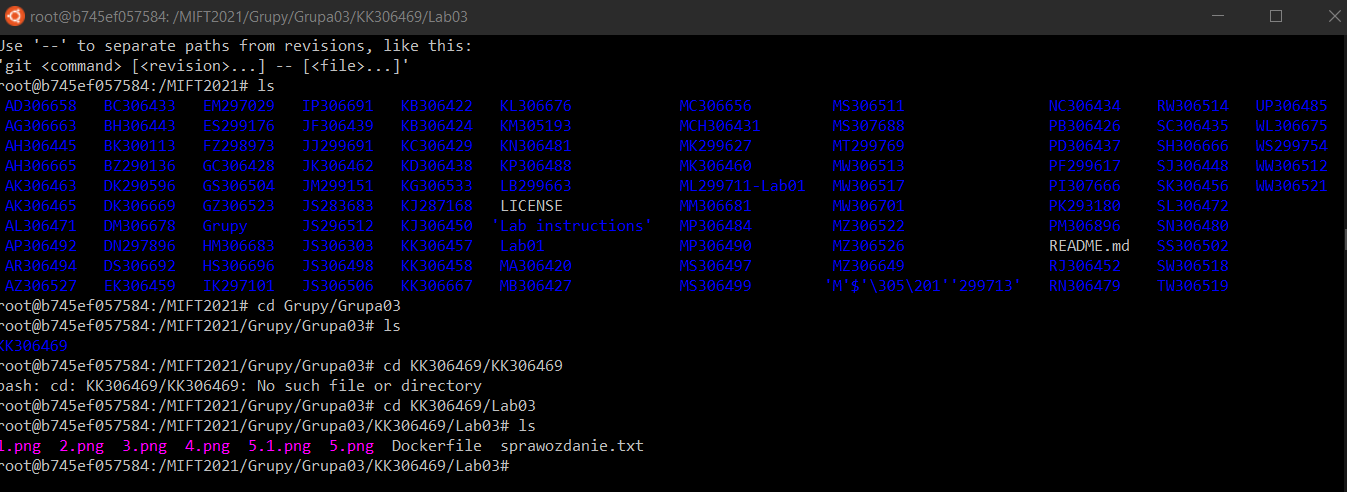 root@b745ef057584: /MIFT2021/Grupy/Grupa03/KK306469/Lab03
Use '--' to separate paths from revisions, like this:
'git <command> [<revision>...] -- [<file>...]'
root@b745ef057584:/MIFT2021# ls
AD306658 BC306433 EM297029 IP306691 KB306422 KL306676 MC306656 MS306511 NC306434 RW306514 UP306485
AG306663 BH306443 ES299176 JF306439 KB306424 KM305193 MCH306431 MS307688 PB306426 SC306435 WL306675
AH306445 BK300113 FZ298973 JJ299691 KC306429 KN306481 MK299627 MT299769 PD306437 SH306666 WS299754
AH306665 BZ290136 GC306428 JK306462 KD306438 KP306488 MK306460 MW306513 PF299617 SJ306448 WW306512
AK306463 DK290596 GS306504 JM299151 KG306533 LB299663 ML299711-Lab01 MW306517 PI307666 SK306456 WW306521
AK306465 DK306669 GZ306523 JS283683 KJ287168 LICENSE MM306681 MW306701 PK293180 SL306472
AL306471 DM306678 Grupy JS296512 KJ306450 'Lab instructions' MP306484 MZ306522 PM306896 SN306480
AP306492 DN297896 HM306683 JS306303 KK306457 Lab01 MP306490 MZ306526 README.md SS306502
AR306494 DS306692 HS306696 JS306498 KK306458 MA306420 MS306497 MZ306649 RJ306452 SW306518
AZ306527 EK306459 IK297101 JS306506 KK306667 MB306427 MS306499 'M'$'\305\201''299713' RN306479 TW306519
root@b745ef057584:/MIFT2021# cd Grupy/Grupa03
root@b745ef057584:/MIFT2021/Grupy/Grupa03# ls
KK306469
root@b745ef057584:/MIFT2021/Grupy/Grupa03# cd KK306469/KK306469
bash: cd: KK306469/KK306469: No such file or directory
root@b745ef057584:/MIFT2021/Grupy/Grupa03# cd KK306469/Lab03
root@b745ef057584:/MIFT2021/Grupy/Grupa03/KK306469/Lab03# ls
1.png 2.png 3.png 4.png 5.1.png 5.png Dockerfile sprawozdanie.txt
root@b745ef057584:/MIFT2021/Grupy/Grupa03/KK306469/Lab03#